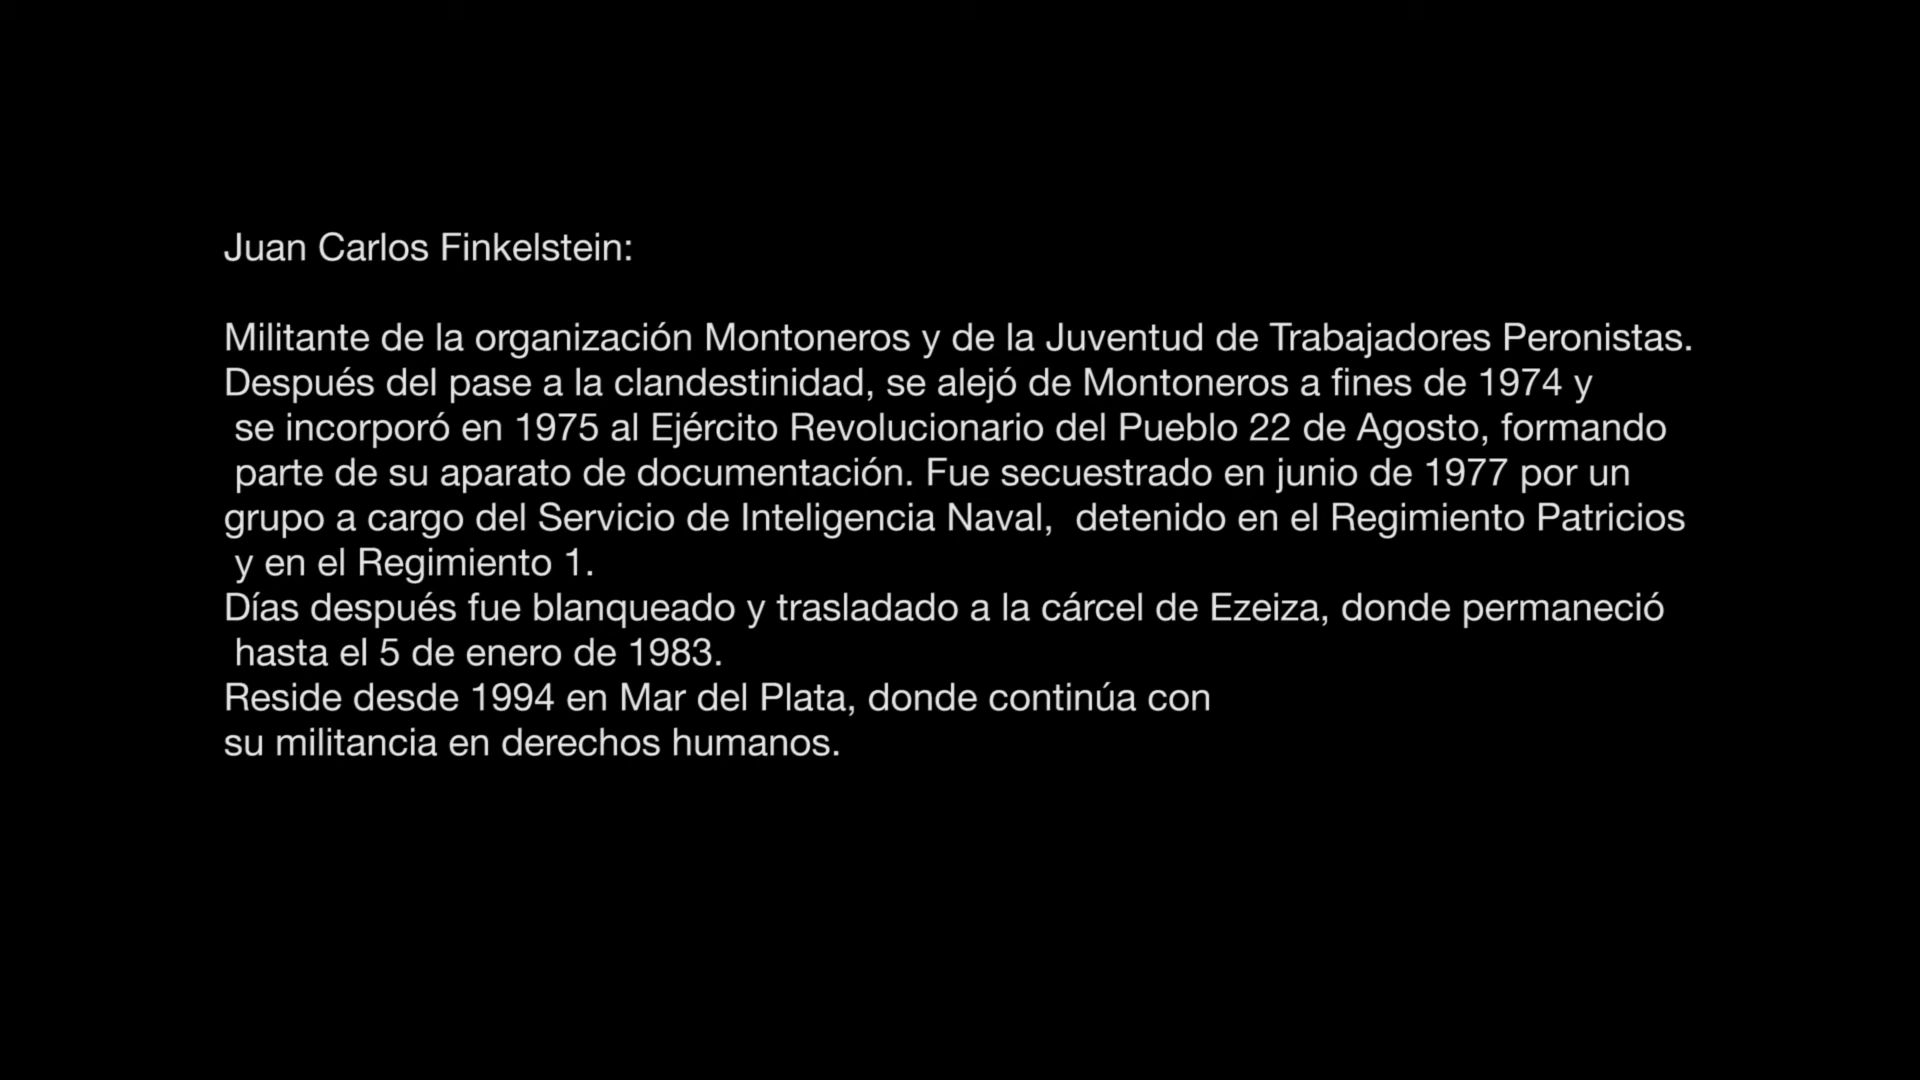 Juan Carlos Finkelstein:
Militante de la organización Montoneros y de la Juventud de Trabajadores Peronistas.
Después del pase a la clandestinidad, se alejó de Montoneros a fines de 1974 y
se incorporó en 1975 al Ejército Revolucionario del Pueblo 22 de Agosto, formando
parte de su aparato de documentación. Fue secuestrado en junio de 1977 por un
grupo a cargo del Servicio de Inteligencia Naval,  detenido en el Regimiento Patricios
y en el Regimiento 1.
Días después fue blanqueado y trasladado a la cárcel de Ezeiza, donde permaneció
hasta el 5 de enero de 1983.
Reside desde 1994 en Mar del Plata, donde continúa con
su militancia en derechos humanos.